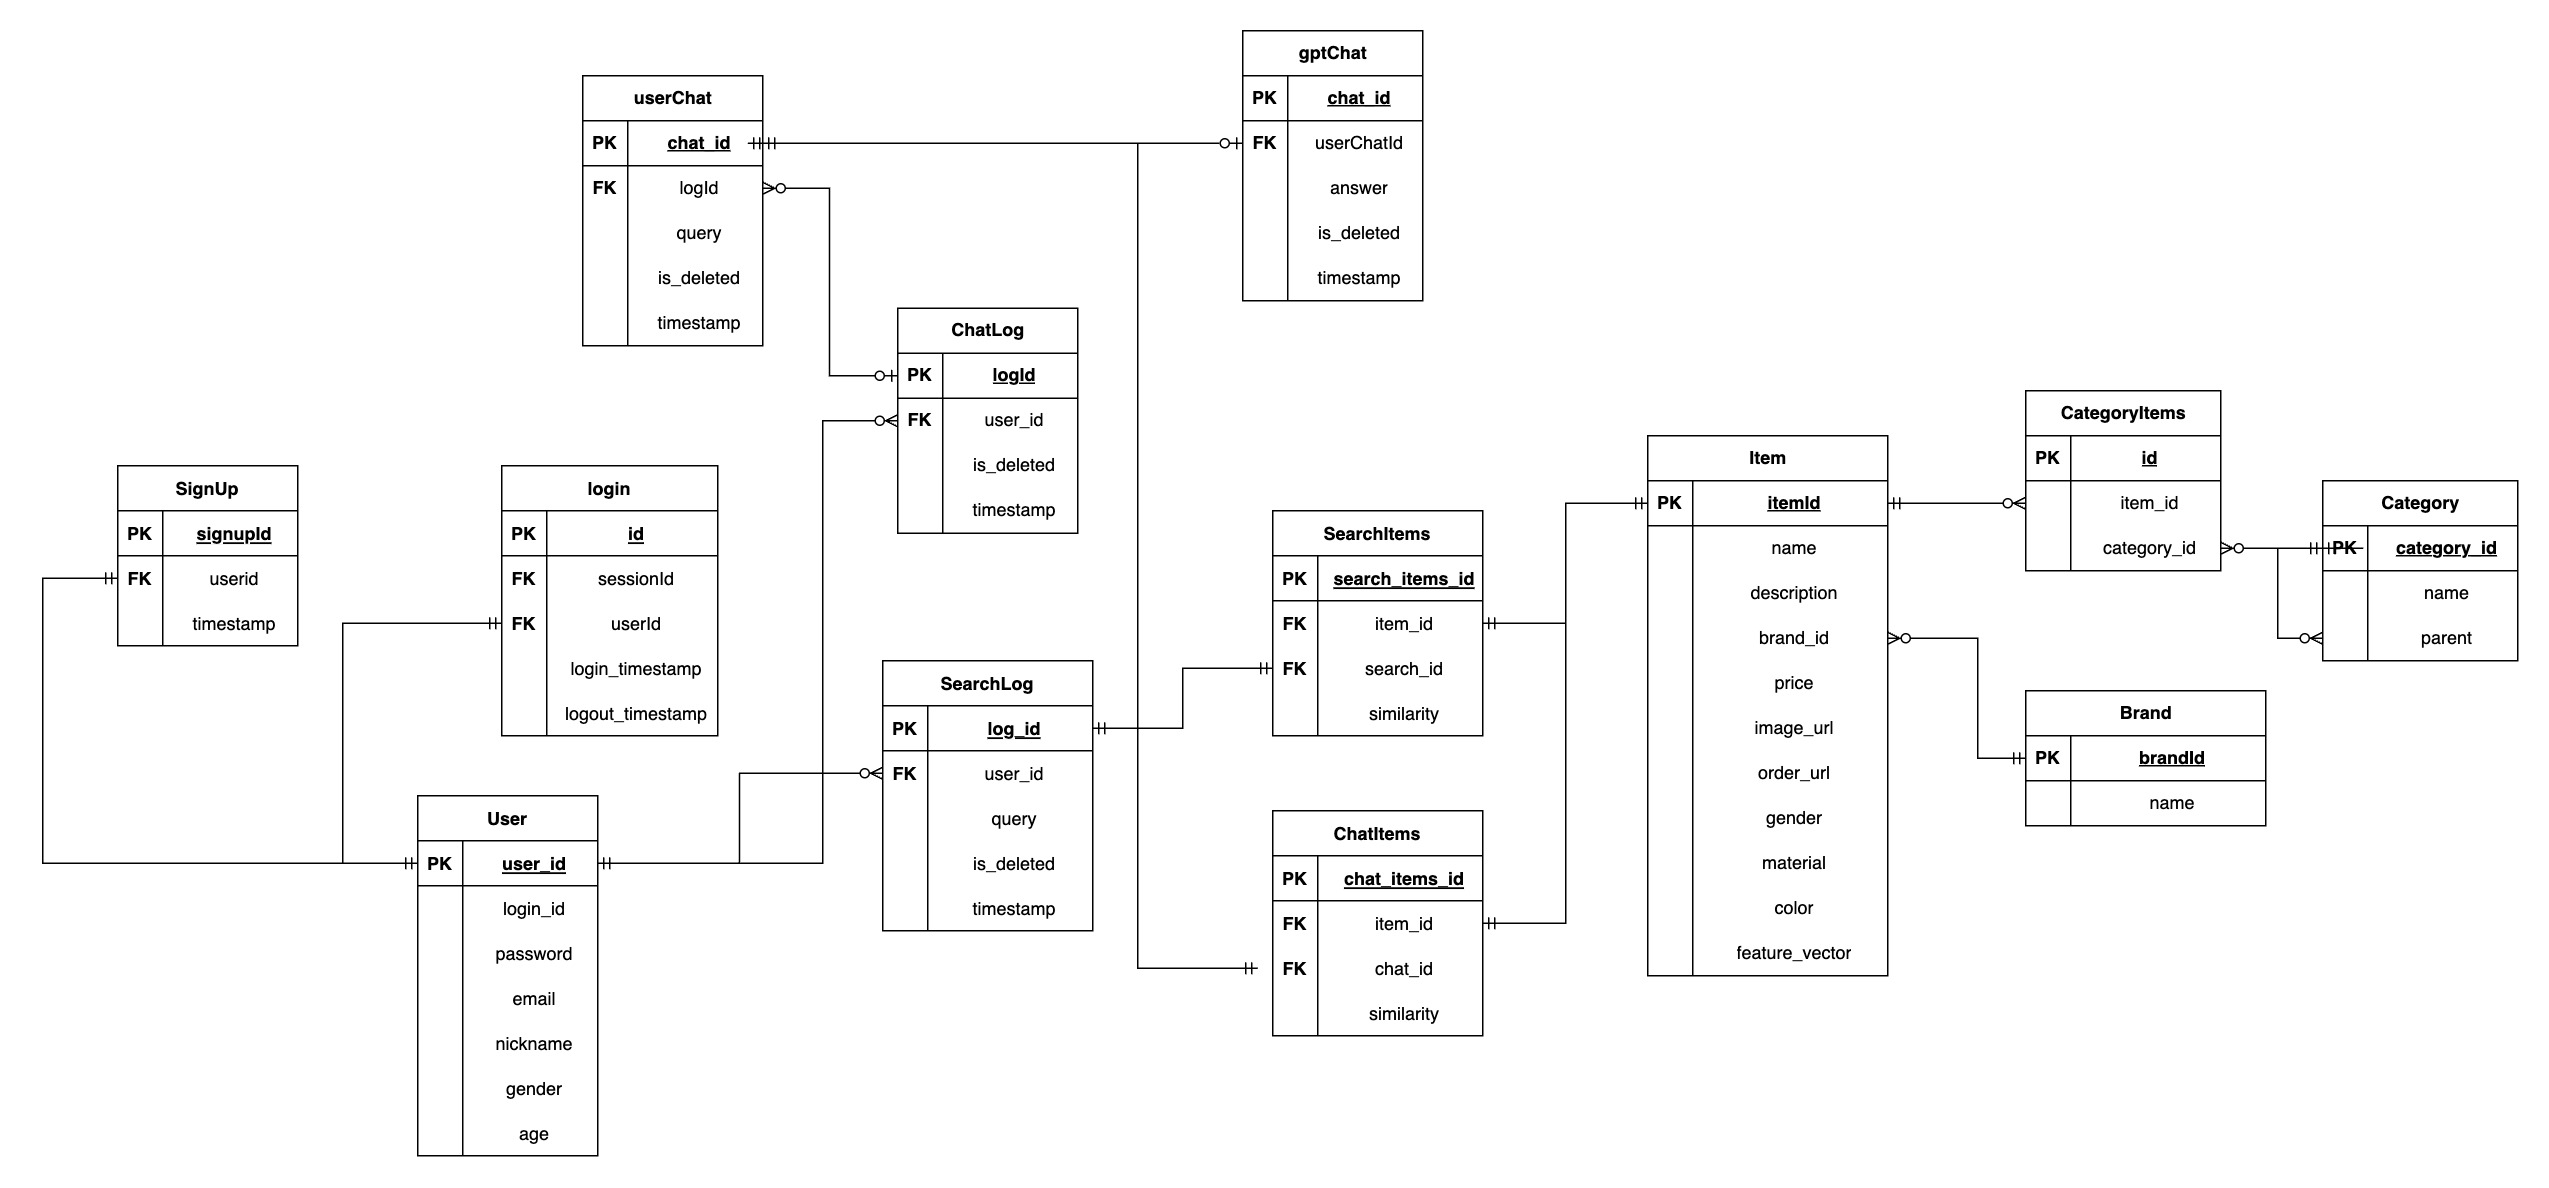 gptChat
PK chat_id
FK userChatId
answer
is_deleted
timestamp
userChat
PK chat_id
FK logId
query
is_deleted
timestamp
ChatLog
PK logId
FK user_id
is_deleted
timestamp
SignUp
PK signupId
FK userid
timestamp
login
PK id
FK sessionId
FK userId
login_timestamp
logout_timestamp
User
PK user_id
login_id
password
email
nickname
gender
age
SearchLog
PK log_id
FK user_id
query
is_deleted
timestamp
SearchItems
PK search_items_id
FK item_id
FK search_id
similarity
ChatItems
PK chat_items_id
FK item_id
FK chat_id
similarity
Item
PK itemId
name
description
brand_id
price
image_url
order_url
gender
material
color
feature_vector
CategoryItems
PK id
item_id
category_id
Category
PK category_id
name
parent
Brand
PK brandId
name